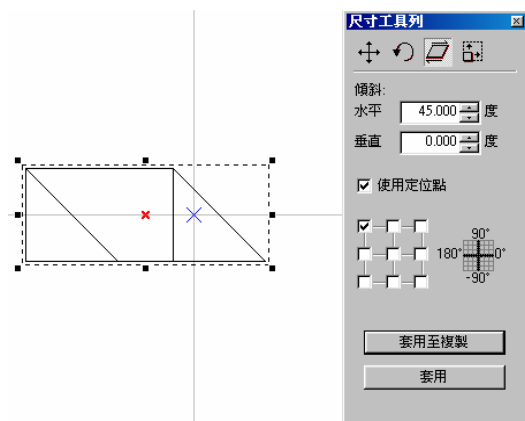 尺寸工具列
傾斜:
水平 45.000 度
垂直 0.000 度
使用定位點
90°
180° 0°
-90°
套用至複製
套用